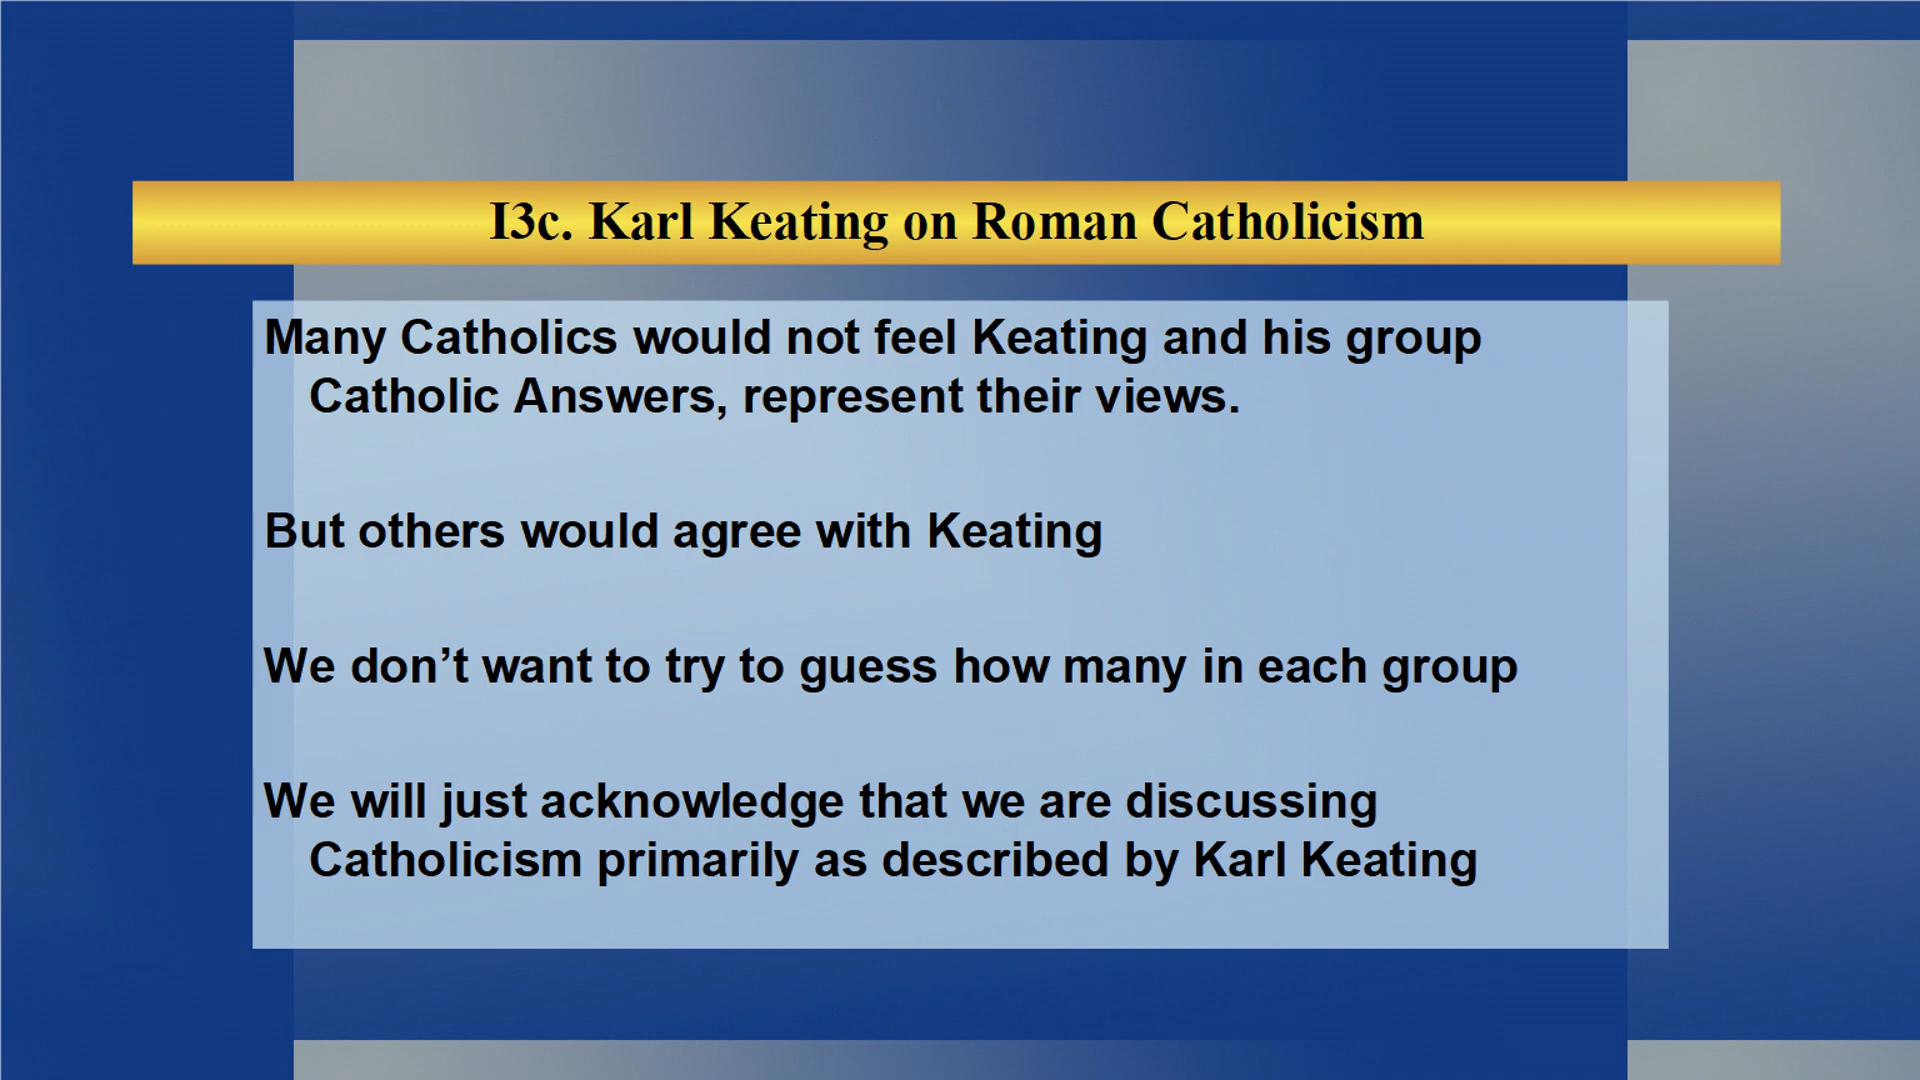 I3c. Karl Keating on Roman Catholicism
Many Catholics would not feel Keating and his group
Catholic Answers, represent their views.
But others would agree with Keating
We don’t want to try to guess how many in each group
We will just acknowledge that we are discussing
Catholicism primarily as described by Karl Keating